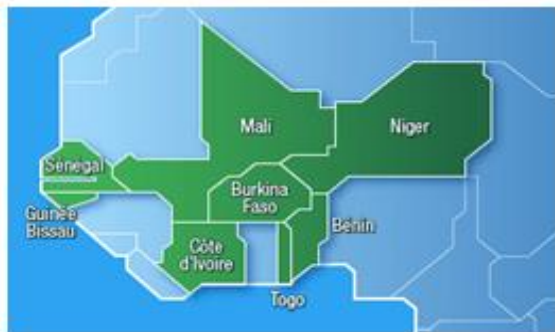 Mali
Niger
Sénégal
Burkina
Faso
Guinée
Bissau
Bénin
Côte
d'Ivoire
Togo